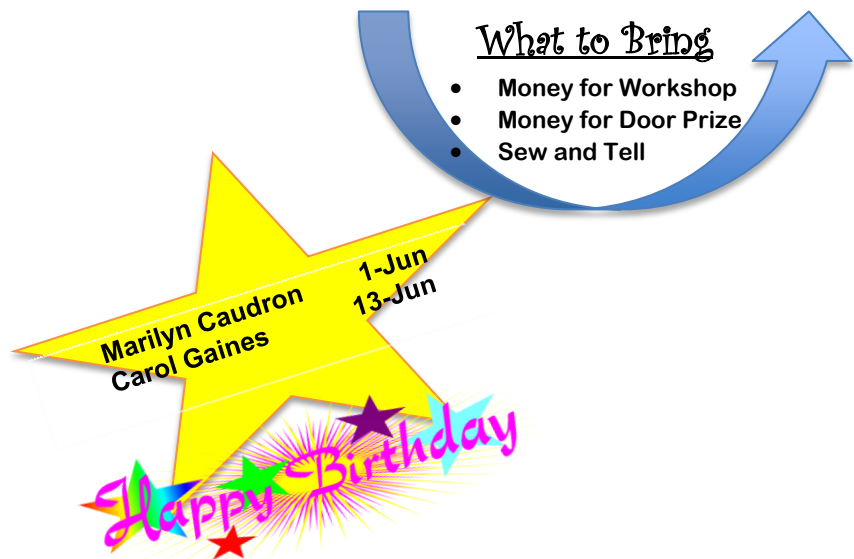 What to Bring
• Money for Workshop
• Money for Door Prize
• Sew and Tell
Marilyn Caudron 1-Jun
Carol Gaines 13-Jun
Happy Birthday